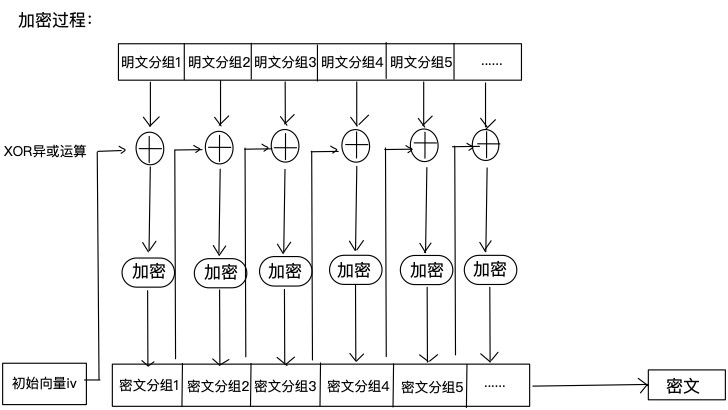 加密过程：
明文分组1 明文分组2 明文分组3 明文分组4 明文分组5 ......
XOR异或运算
加密 加密 加密 加密 加密 加密
初始向量iv
密文分组1 密文分组2 密文分组3 密文分组4 密文分组5 ......
密文